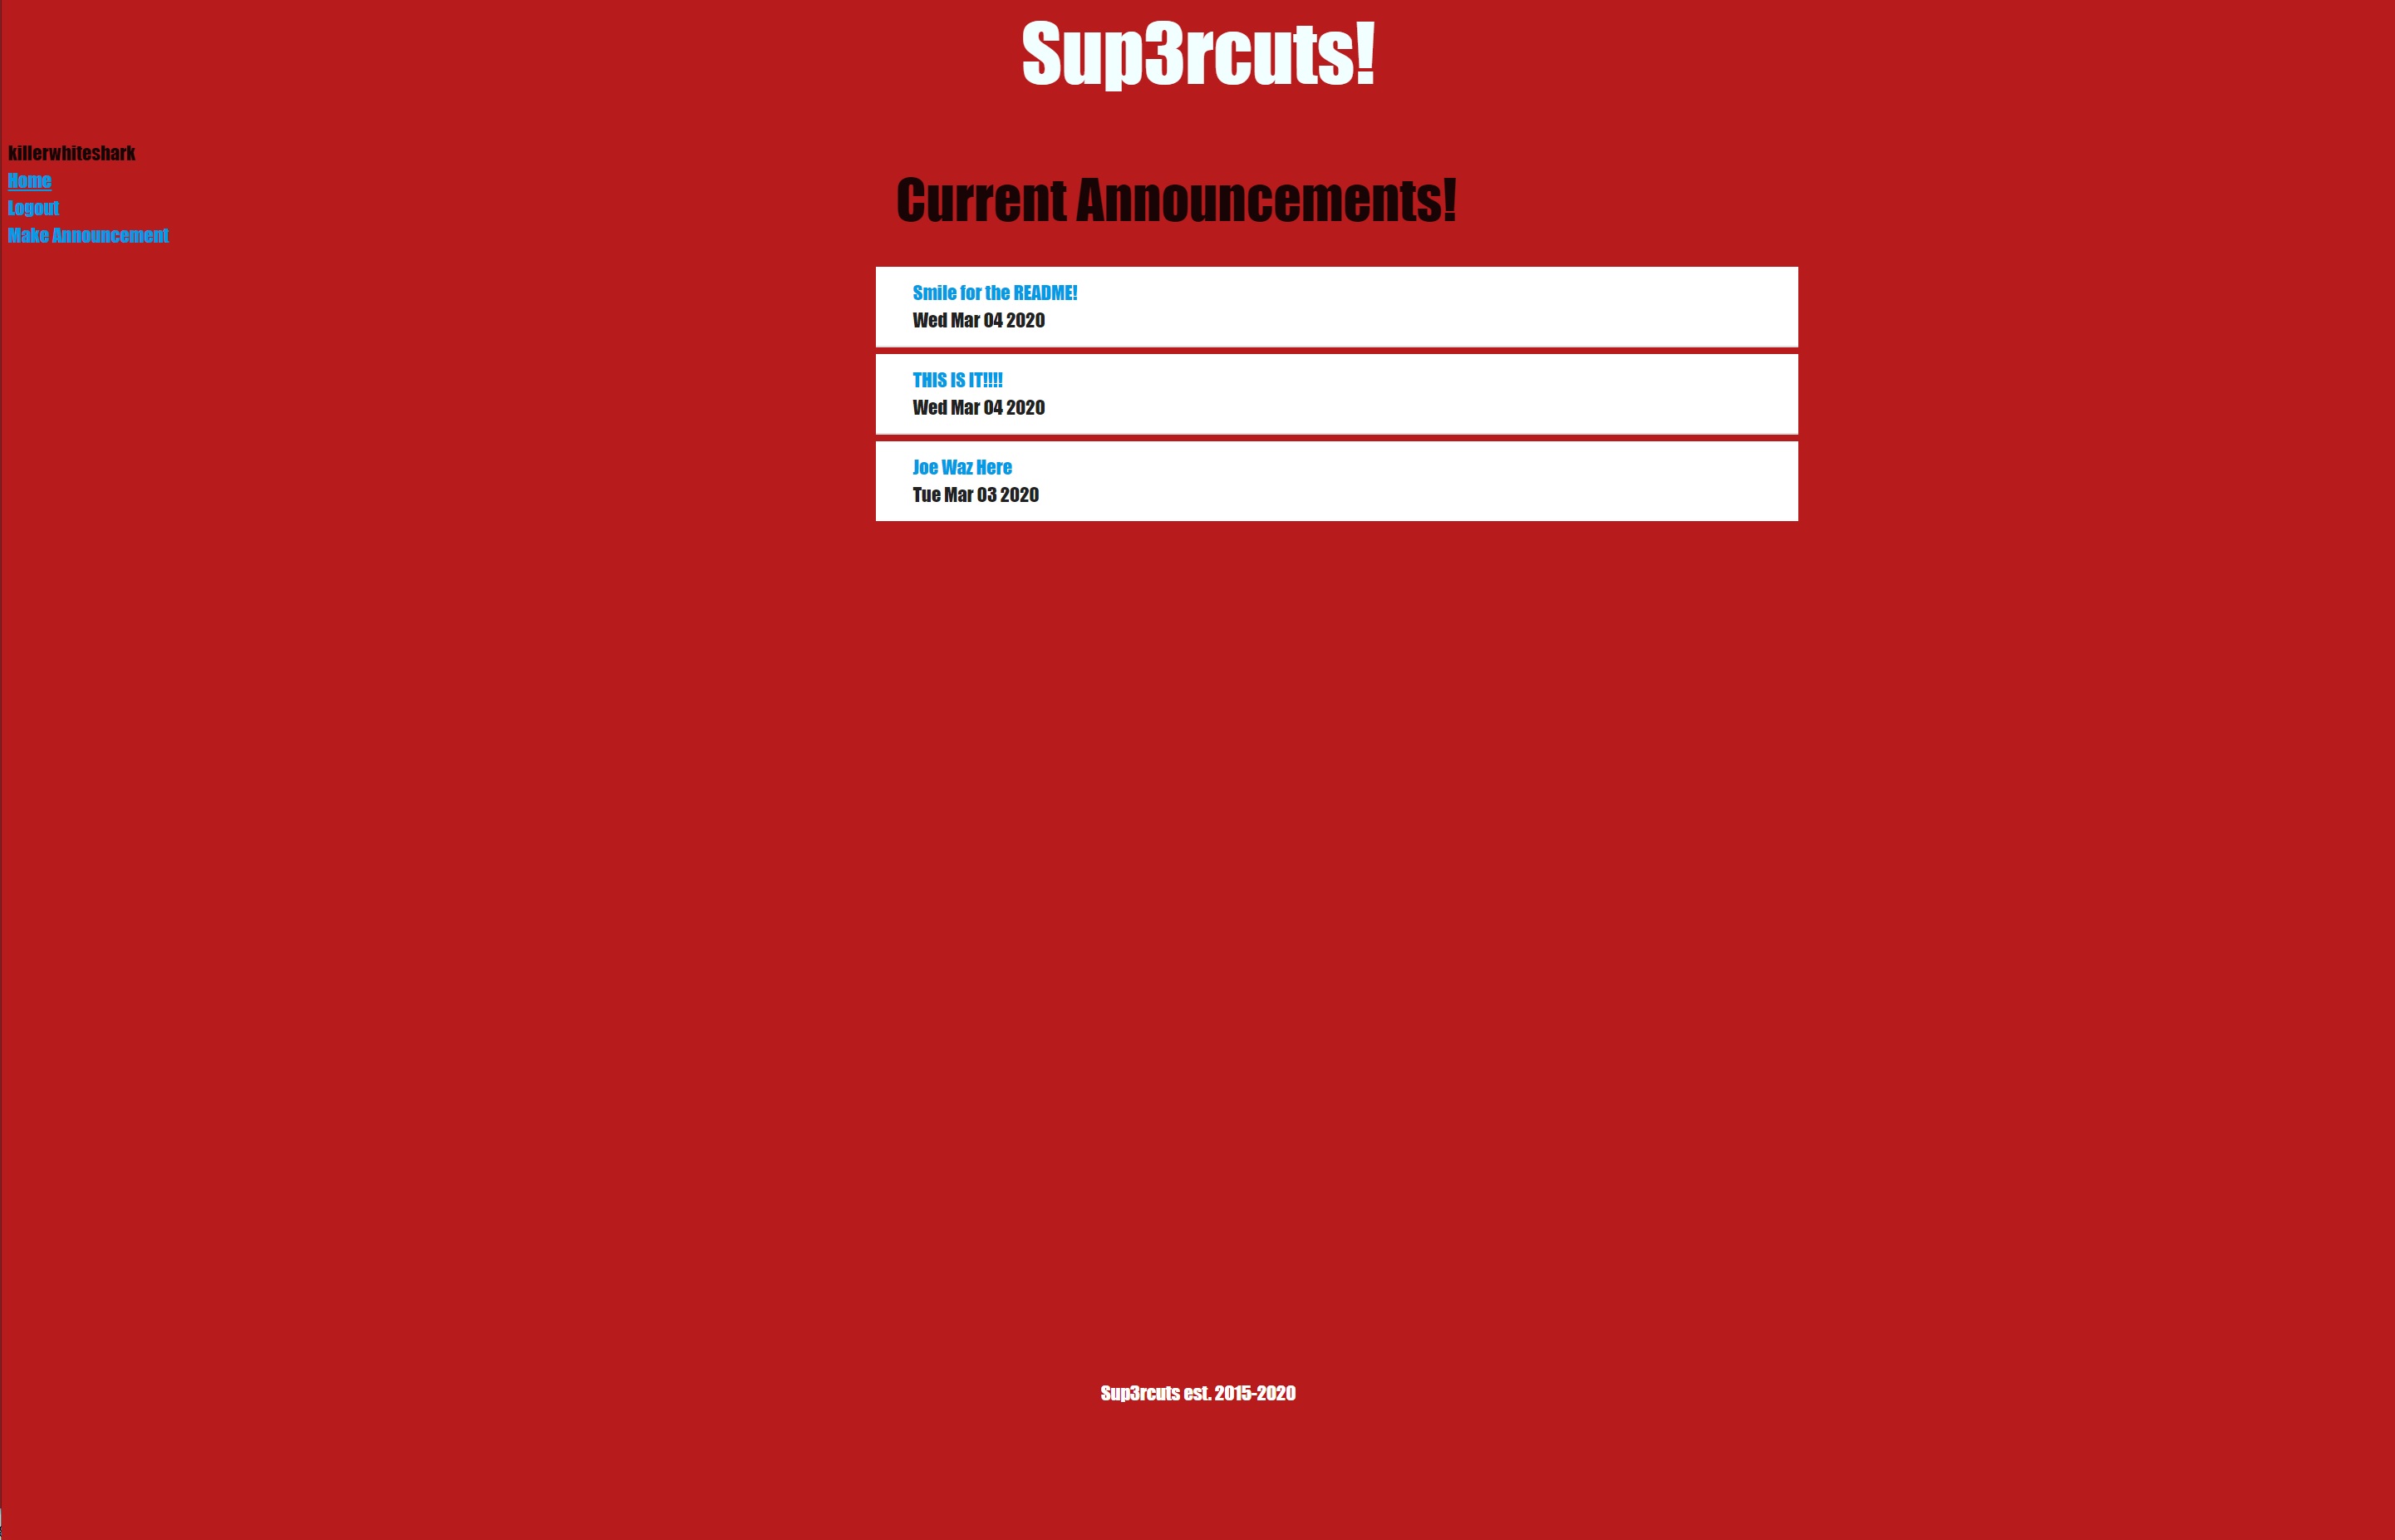 Sup3rcuts!
killerwhiteshark
Home
Logout
Make Announcement
Current Announcements!
Smile for the README!
Wed Mar 04 2020
THIS IS IT!!!!
Wed Mar 04 2020
Joe Waz Here
Tue Mar 03 2020
Sup3rcuts est. 2015-2020